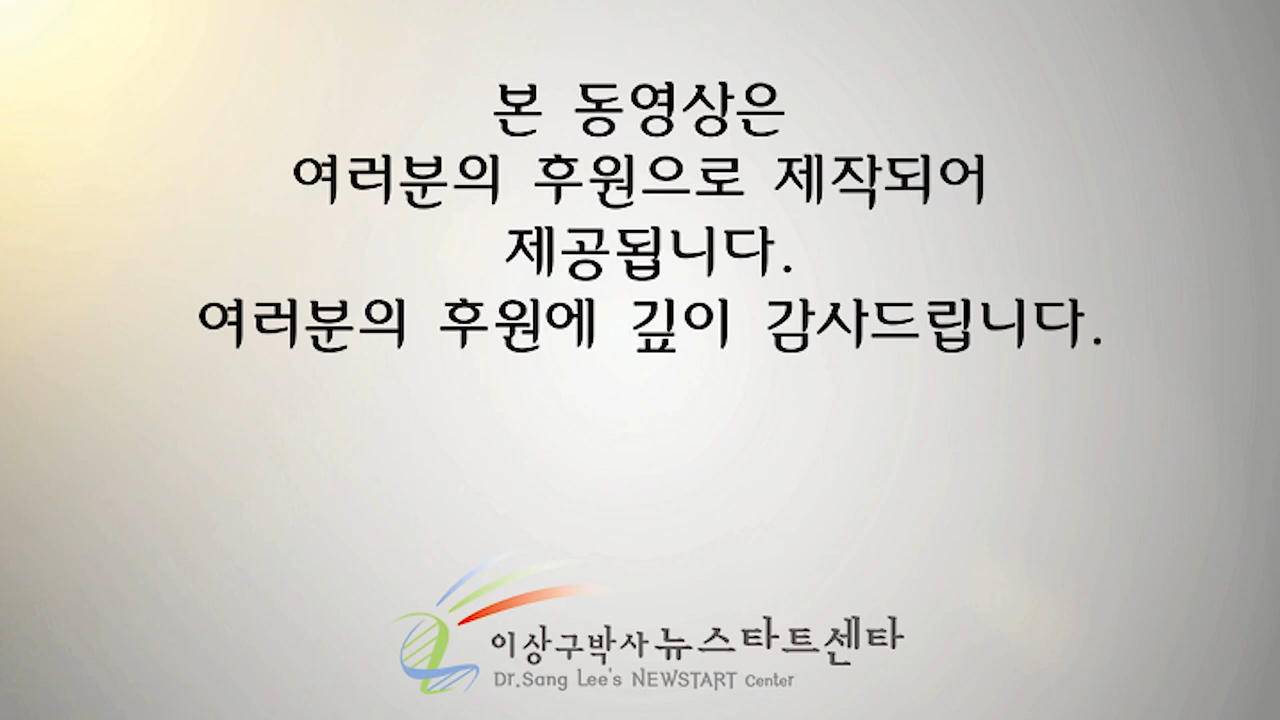 본 동영상은
여러분의 후원으로 제작되어
제공됩니다.
여러분의 후원에 깊이 감사드립니다.
이상구박사 뉴스타트센타
Dr.Sang Lee's NEWSTART Center